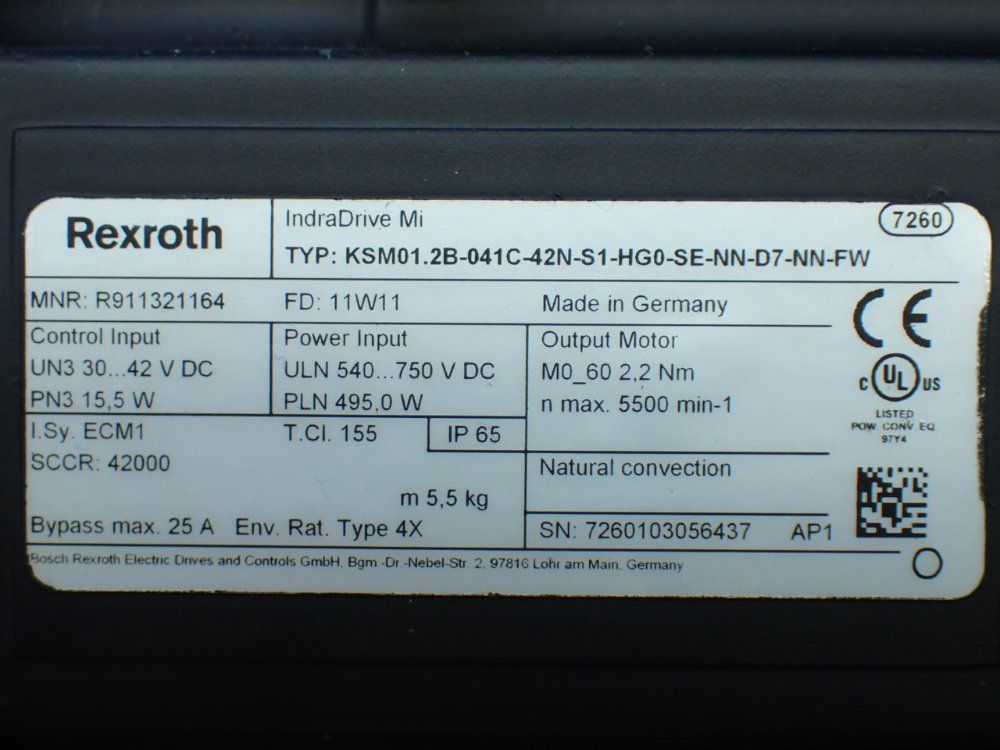 Rexroth
IndraDrive Mi
7260
TYP: KSM01.2B-041C-42N-S1-HG0-SE-NN-D7-NN-FW
MNR: R911321164
FD: 11W11
Made in Germany
CE
Control Input
UN3 30...42 V DC
PN3 15,5 W
Power Input
ULN 540...750 V DC
PLN 495,0 W
Output Motor
M0_60 2,2 Nm
n max. 5500 min-1
C UL US
LISTED
POW. CONV. EQ.
97Y4
I.Sy. ECM1
T.Cl. 155
IP 65
SCCR: 42000
Natural convection
m 5,5 kg
Bypass max. 25 A
Env. Rat. Type 4X
SN: 7260103056437
AP1
Bosch Rexroth Electric Drives and Controls GmbH, Bgm.-Dr.-Nebel-Str. 2, 97816 Lohr am Main, Germany